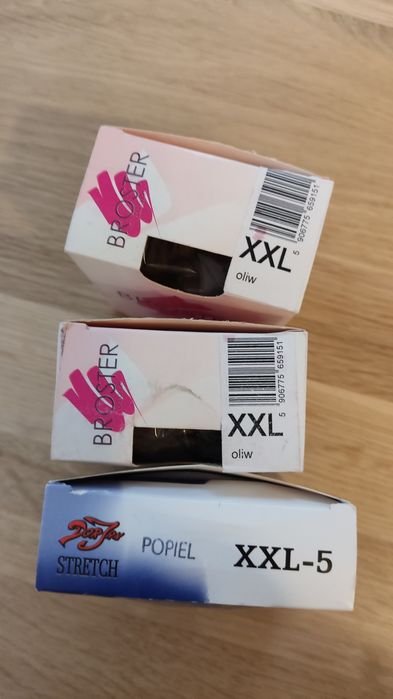 BROSTER
5 906775 659151
XXL
oliw
BROSTER
5 906775 659151
XXL
oliw
STRETCH
POPIEL
XXL-5